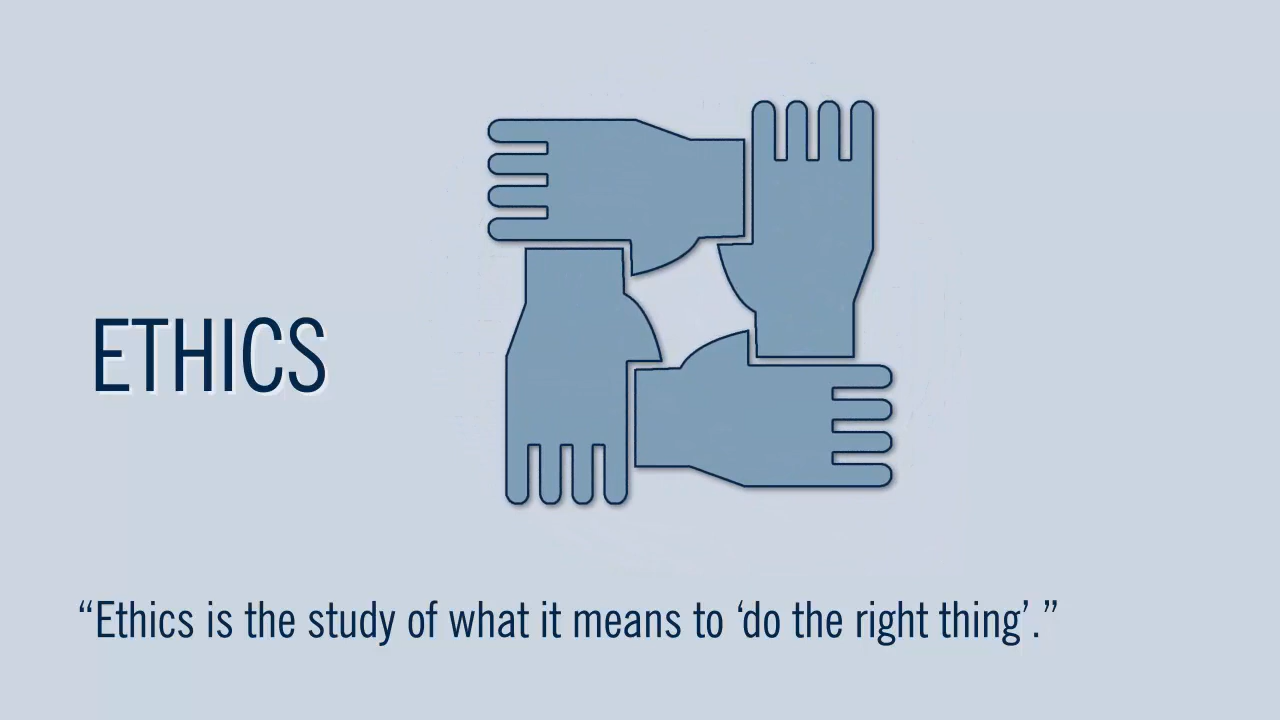 ETHICS
“Ethics is the study of what it means to ‘do the right thing’.”